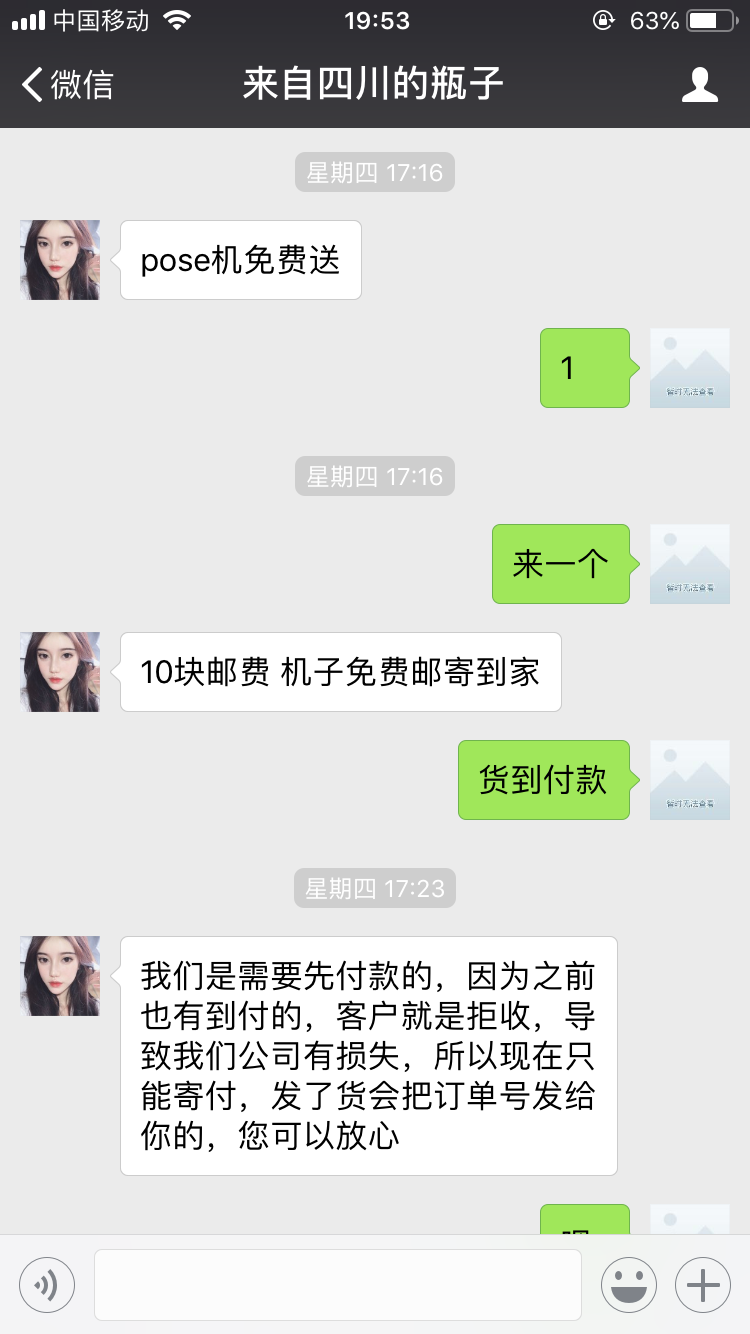 中国移动
19:53
63%
微信
来自四川的瓶子
星期四 17:16
pose机免费送
1
暂时无法查看
星期四 17:16
来一个
暂时无法查看
10块邮费 机子免费邮寄到家
货到付款
暂时无法查看
星期四 17:23
我们是需要先付款的，因为之前
也有到付的，客户就是拒收，导
致我们公司有损失，所以现在只
能寄付，发了货会把订单号发给
你的，您可以放心